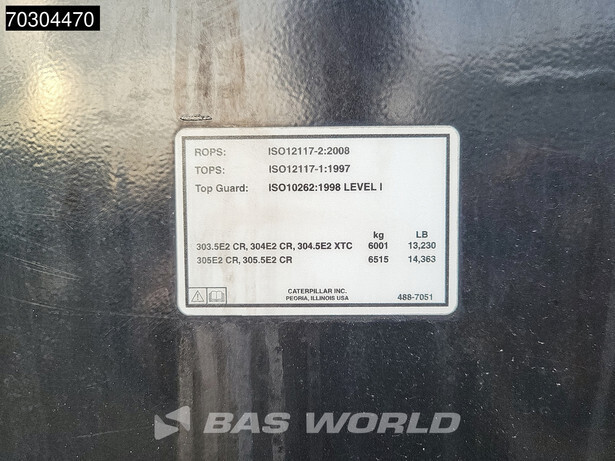 70304470
ROPS: ISO12117-2:2008
TOPS: ISO12117-1:1997
Top Guard: ISO10262:1998 LEVEL I
kg LB
303.5E2 CR, 304E2 CR, 304.5E2 XTC 6001 13,230
305E2 CR, 305.5E2 CR 6515 14,363
CATERPILLAR INC.
PEORIA, ILLINOIS USA
488-7051
BAS WORLD